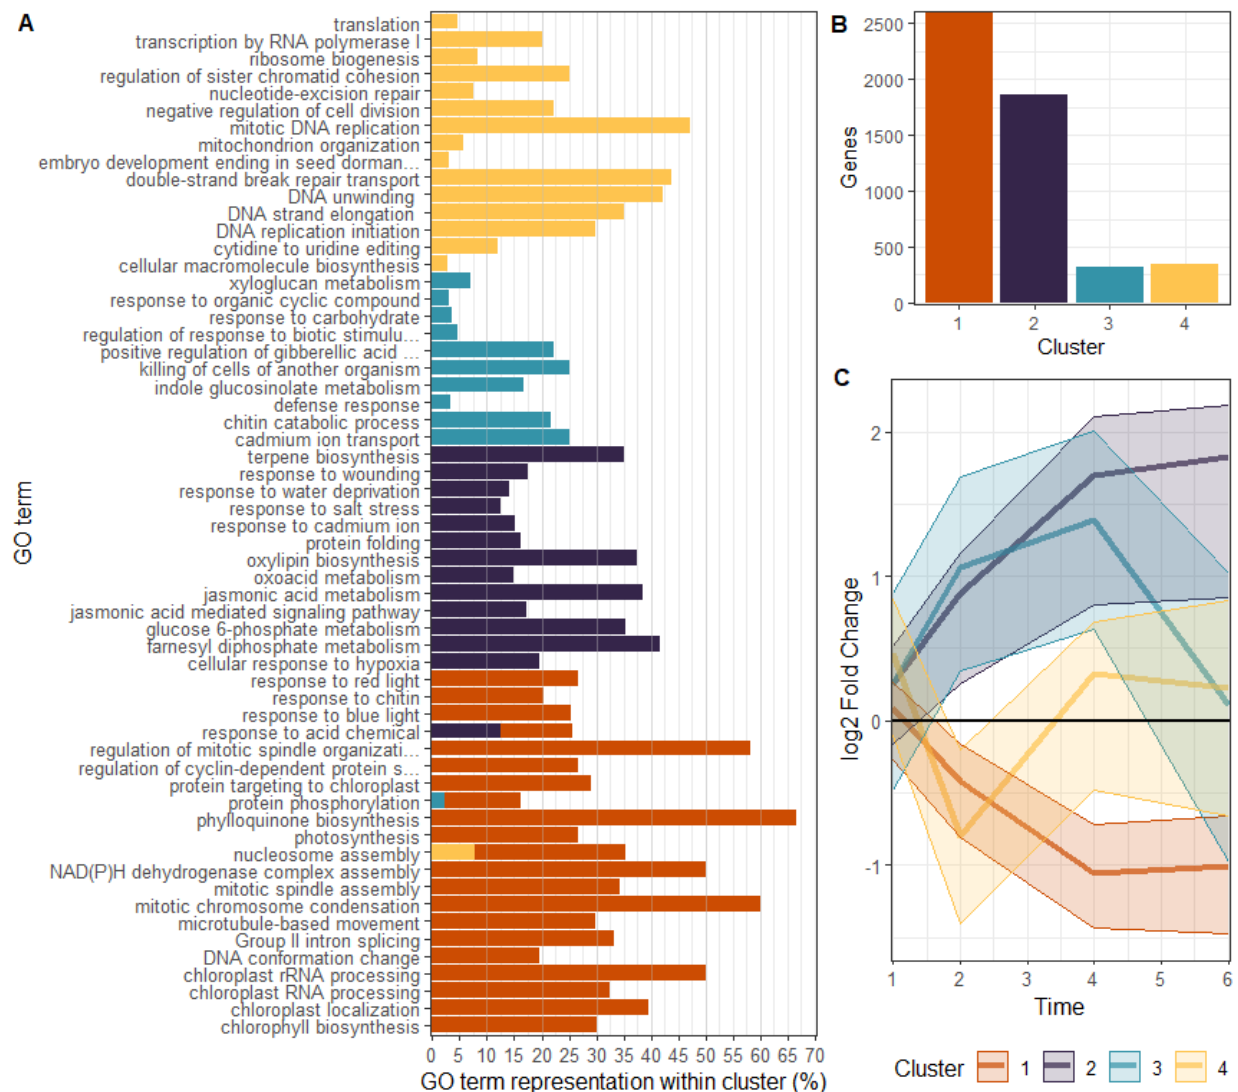 A
GO term
translation
transcription by RNA polymerase I
ribosome biogenesis
regulation of sister chromatid cohesion
nucleotide-excision repair
negative regulation of cell division
mitotic DNA replication
mitochondrion organization
embryo development ending in seed dorman...
double-strand break repair transport
DNA unwinding
DNA strand elongation
DNA replication initiation
cytidine to uridine editing
cellular macromolecule biosynthesis
xyloglucan metabolism
response to organic cyclic compound
response to carbohydrate
regulation of response to biotic stimulu...
positive regulation of gibberellic acid ...
killing of cells of another organism
indole glucosinolate metabolism
defense response
chitin catabolic process
cadmium ion transport
terpene biosynthesis
response to wounding
response to water deprivation
response to salt stress
response to cadmium ion
protein folding
oxylipin biosynthesis
oxoacid metabolism
jasmonic acid metabolism
jasmonic acid mediated signaling pathway
glucose 6-phosphate metabolism
farnesyl diphosphate metabolism
cellular response to hypoxia
response to red light
response to chitin
response to blue light
response to acid chemical
regulation of mitotic spindle organizati...
regulation of cyclin-dependent protein s...
protein targeting to chloroplast
protein phosphorylation
phylloquinone biosynthesis
photosynthesis
nucleosome assembly
NAD(P)H dehydrogenase complex assembly
mitotic spindle assembly
mitotic chromosome condensation
microtubule-based movement
Group II intron splicing
DNA conformation change
chloroplast rRNA processing
chloroplast RNA processing
chloroplast localization
chlorophyll biosynthesis
0 5 10 15 20 25 30 35 40 45 50 55 60 65 70
GO term representation within cluster (%)
B
Genes
2500
2000
1500
1000
500
0
1 2 3 4
Cluster
C
log2 Fold Change
2
1
0
-1
1 2 3 4 5 6
Time
Cluster 1 2 3 4